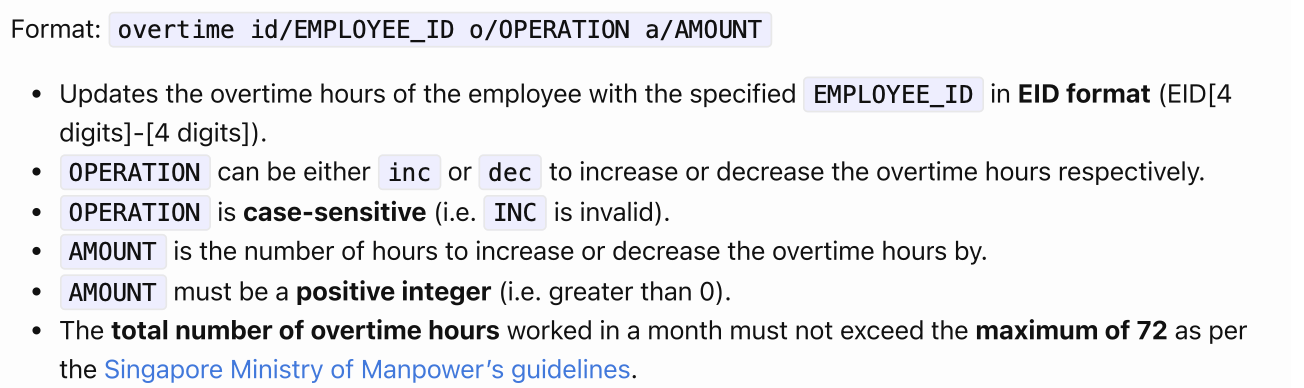 Format: overtime id/EMPLOYEE_ID o/OPERATION a/AMOUNT
• Updates the overtime hours of the employee with the specified EMPLOYEE_ID in EID format (EID[4
digits]-[4 digits]).
• OPERATION can be either inc or dec to increase or decrease the overtime hours respectively.
• OPERATION is case-sensitive (i.e. INC is invalid).
• AMOUNT is the number of hours to increase or decrease the overtime hours by.
• AMOUNT must be a positive integer (i.e. greater than 0).
• The total number of overtime hours worked in a month must not exceed the maximum of 72 as per
the Singapore Ministry of Manpower’s guidelines.